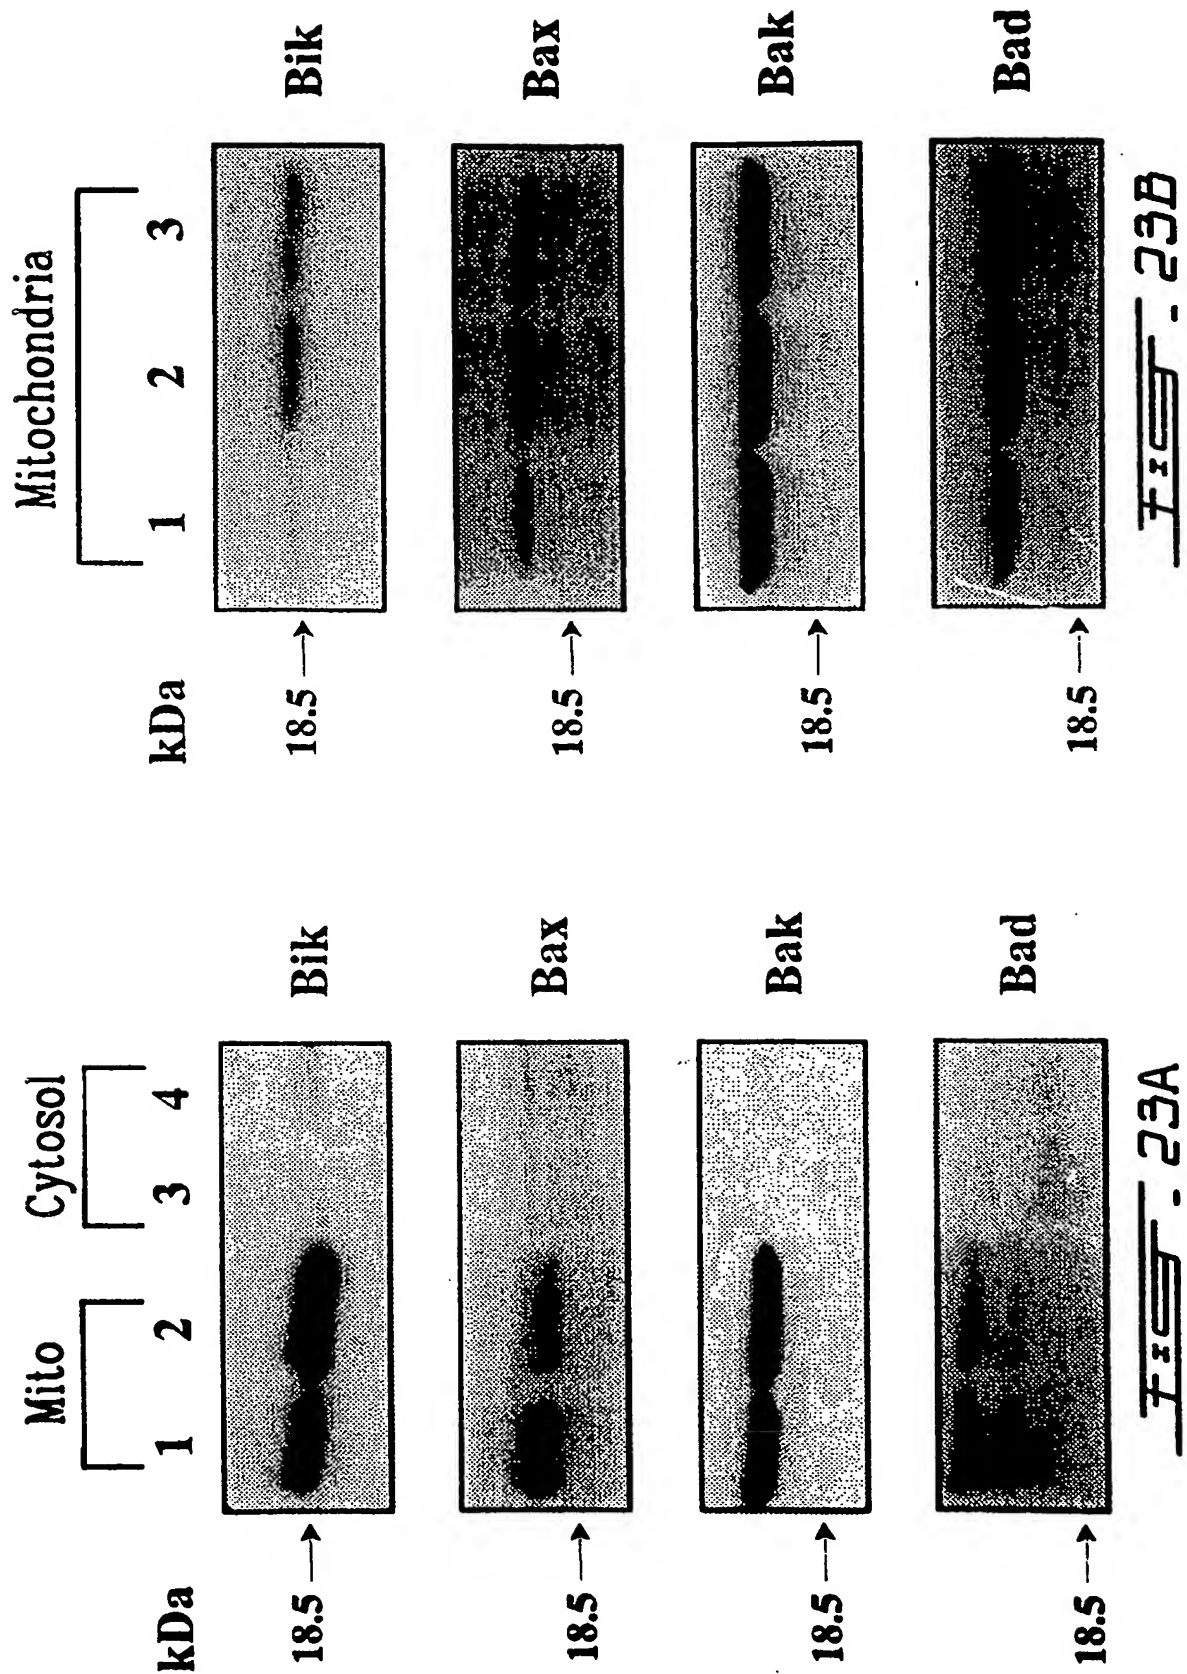 Mito
Cytosol
kDa
1 2 3 4
18.5 → Bik
18.5 → Bax
18.5 → Bak
18.5 → Bad
Fig. 23A
Mitochondria
kDa
1 2 3
18.5 → Bik
18.5 → Bax
18.5 → Bak
18.5 → Bad
Fig. 23B